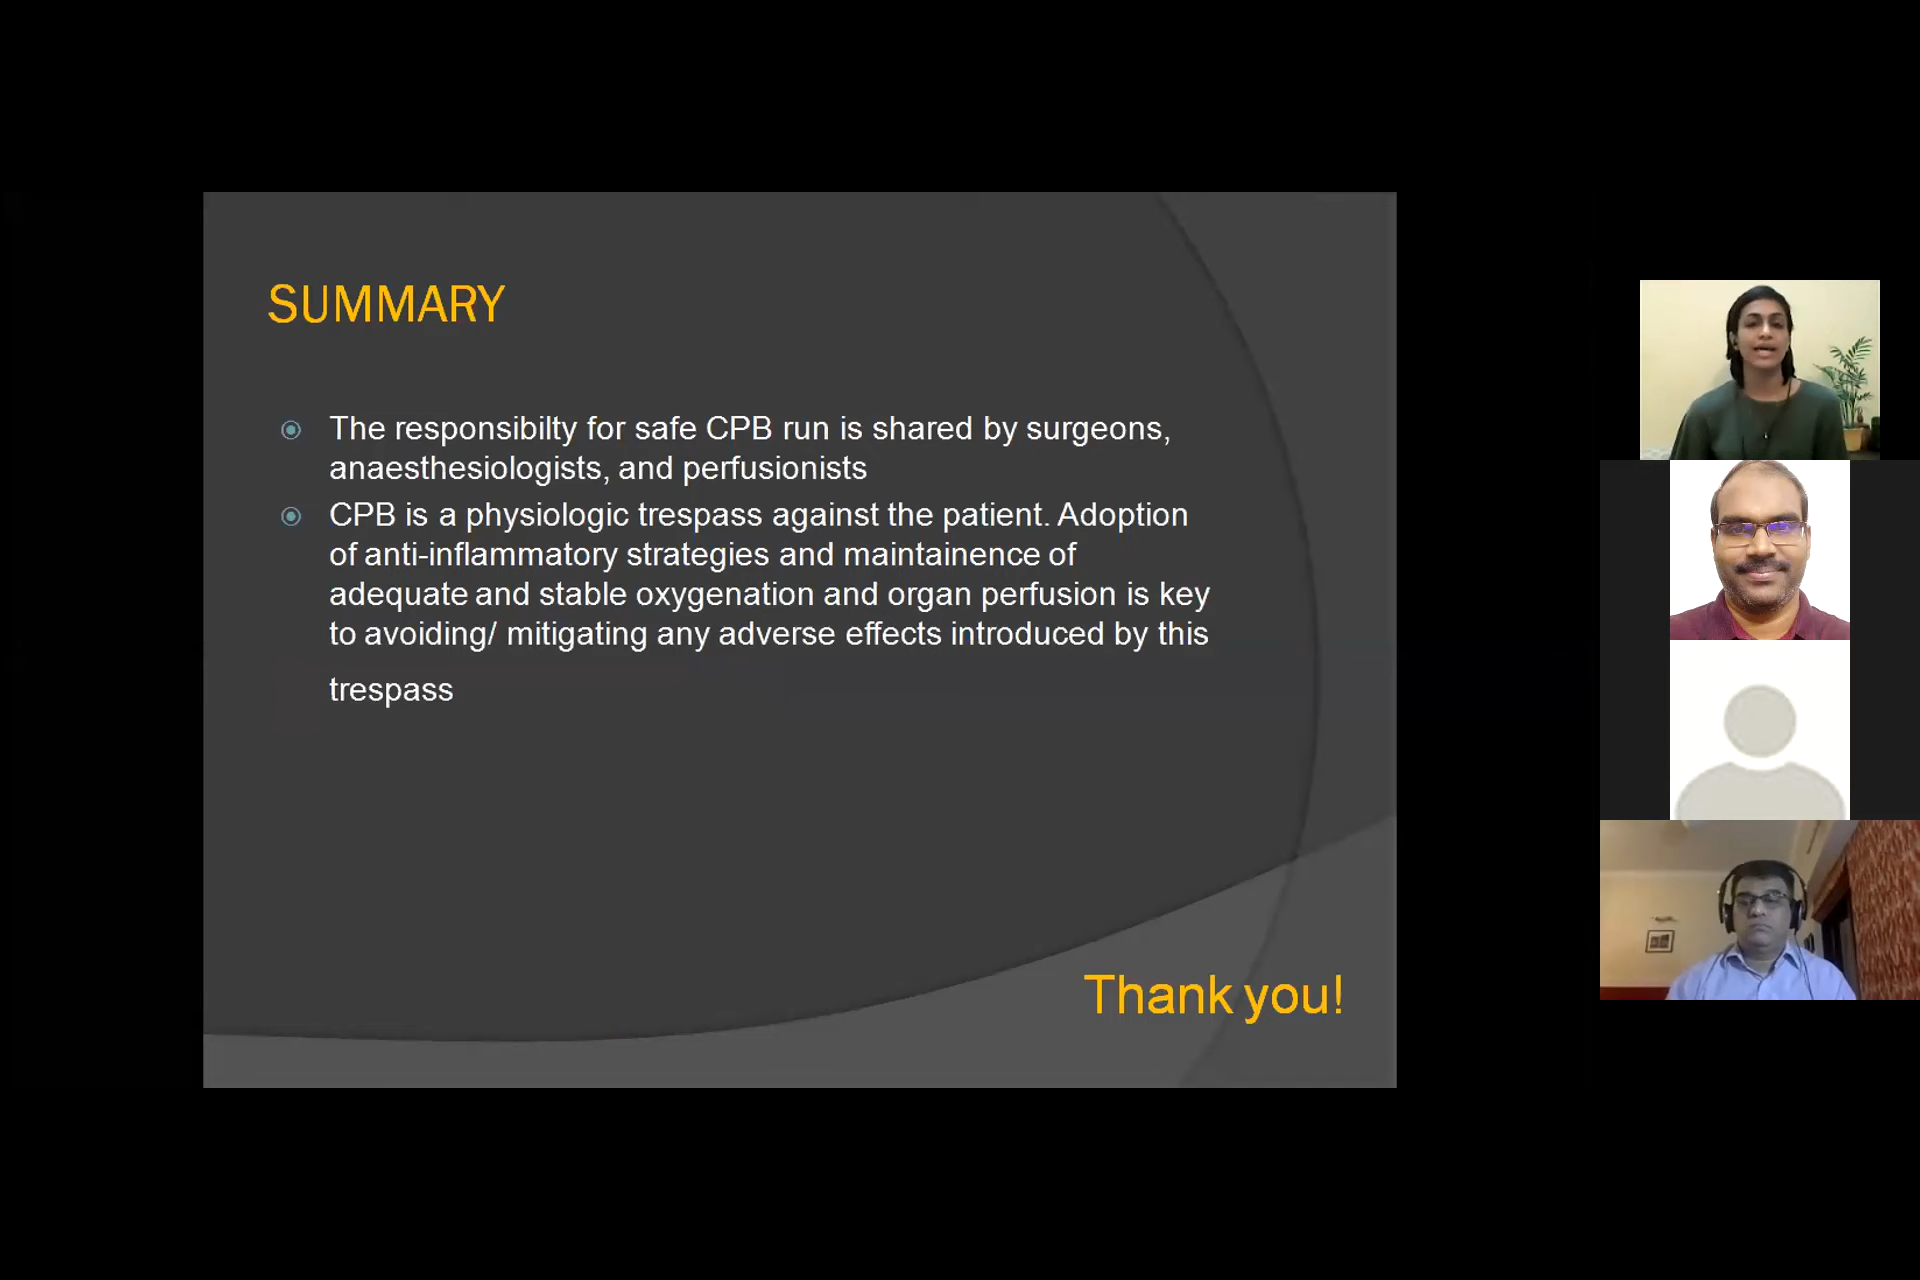 SUMMARY
The responsibilty for safe CPB run is shared by surgeons,
anaesthesiologists, and perfusionists
CPB is a physiologic trespass against the patient. Adoption
of anti-inflammatory strategies and maintainence of
adequate and stable oxygenation and organ perfusion is key
to avoiding/ mitigating any adverse effects introduced by this
trespass
Thank you!